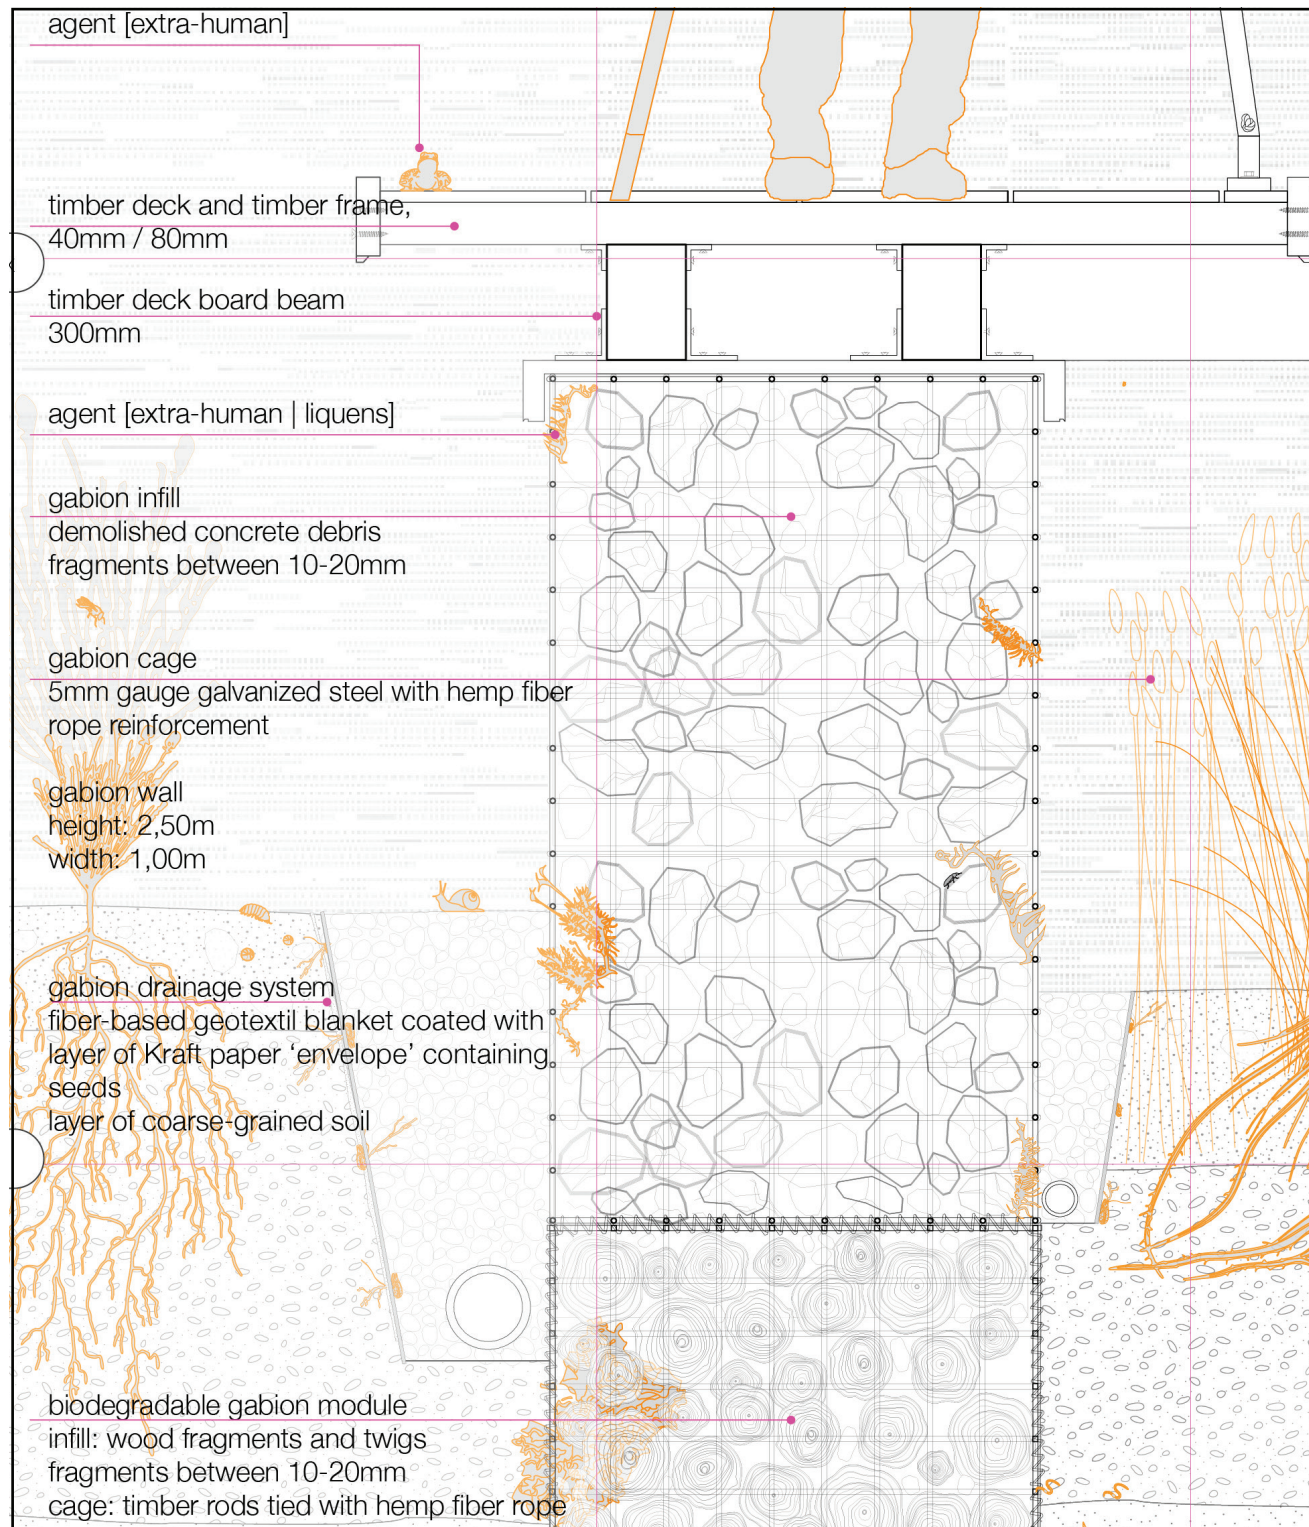 agent [extra-human]
timber deck and timber frame,
40mm / 80mm
timber deck board beam
300mm
agent [extra-human | liquens]
gabion infill
demolished concrete debris
fragments between 10-20mm
gabion cage
5mm gauge galvanized steel with hemp fiber
rope reinforcement
gabion wall
height: 2,50m
width: 1,00m
gabion drainage system
fiber-based geotextil blanket coated with
layer of Kraft paper ‘envelope’ containing
seeds
layer of coarse-grained soil
biodegradable gabion module
infill: wood fragments and twigs
fragments between 10-20mm
cage: timber rods tied with hemp fiber rope